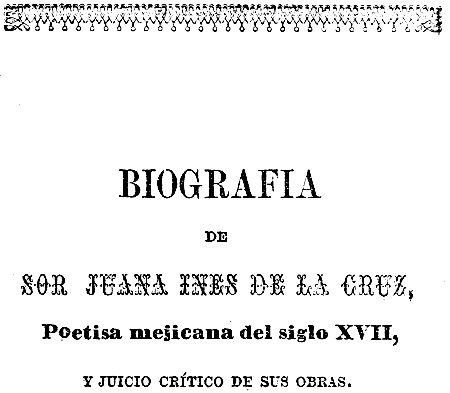 BIOGRAFIA
DE
SOR JUANA INES DE LA CRUZ,
Poetisa mejicana del siglo XVII,
Y JUICIO CRÍTICO DE SUS OBRAS.